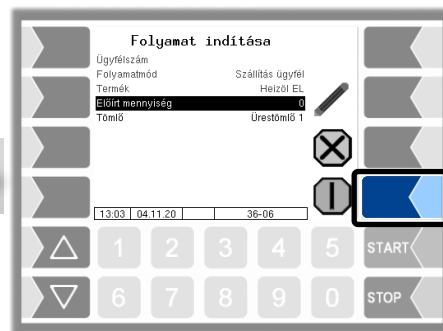 Folyamat indítása
Ügyfélszám
Folyamatmód Szállítás ügyfél
Termék Heizöl EL
Előírt mennyiség 0
Tömlő Ürestömlő 1
13:03 04.11.20 36-06
1 2 3 4 5 START
6 7 8 9 0 STOP